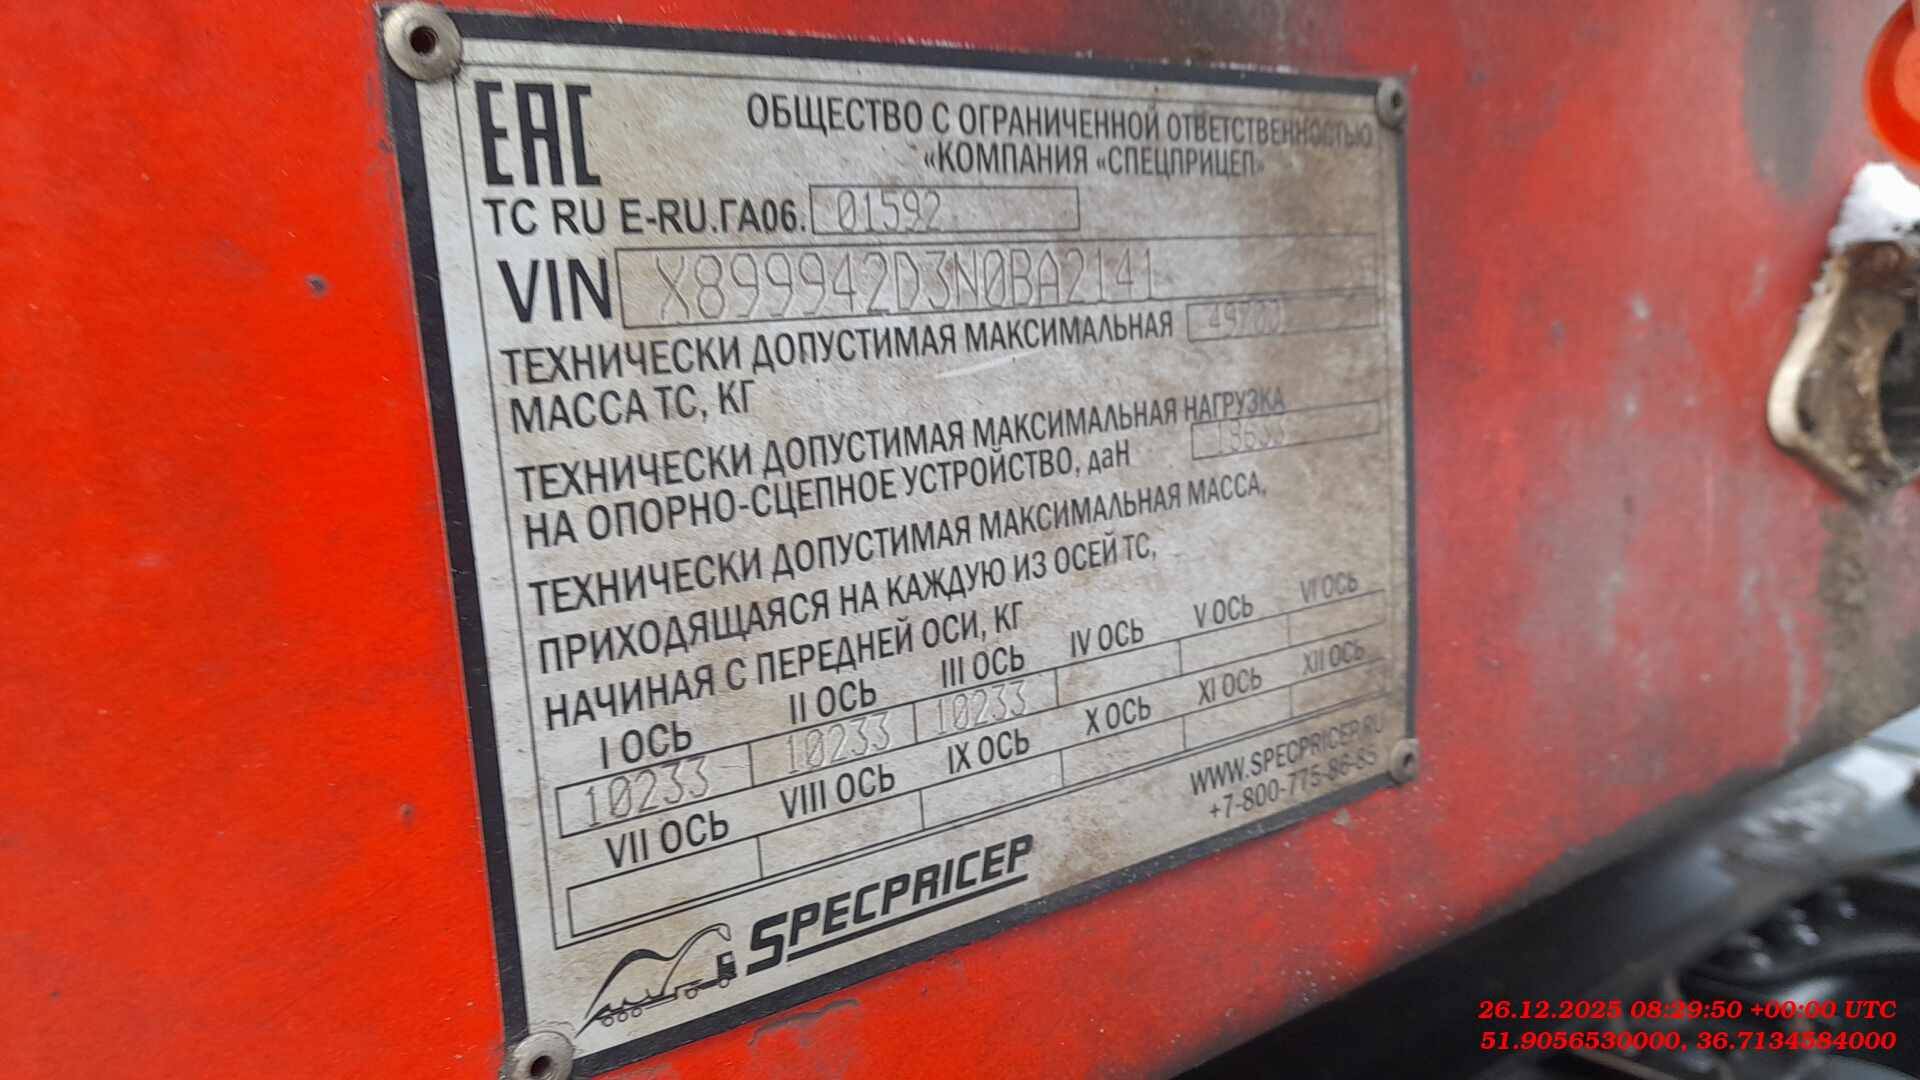 EAC
ОБЩЕСТВО С ОГРАНИЧЕННОЙ ОТВЕТСТВЕННОСТЬЮ
«КОМПАНИЯ «СПЕЦПРИЦЕП»
ТС RU E-RU.ГА06. 01592
VIN X899942D3N0BA2141
ТЕХНИЧЕСКИ ДОПУСТИМАЯ МАКСИМАЛЬНАЯ
МАССА ТС, КГ
ТЕХНИЧЕСКИ ДОПУСТИМАЯ МАКСИМАЛЬНАЯ НАГРУЗКА
НА ОПОРНО-СЦЕПНОЕ УСТРОЙСТВО, даН
ТЕХНИЧЕСКИ ДОПУСТИМАЯ МАКСИМАЛЬНАЯ МАССА,
ПРИХОДЯЩАЯСЯ НА КАЖДУЮ ИЗ ОСЕЙ ТС,
НАЧИНАЯ С ПЕРЕДНЕЙ ОСИ, КГ
I ОСЬ II ОСЬ III ОСЬ IV ОСЬ V ОСЬ VI ОСЬ
10233 10233 10233
VII ОСЬ VIII ОСЬ IX ОСЬ X ОСЬ XI ОСЬ XII ОСЬ
WWW.SPECPRICEP.RU
+7-800-775-86-85
SPECPRICEP
26.12.2025 08:29:50 +00:00 UTC
51.9056530000, 36.7134584000